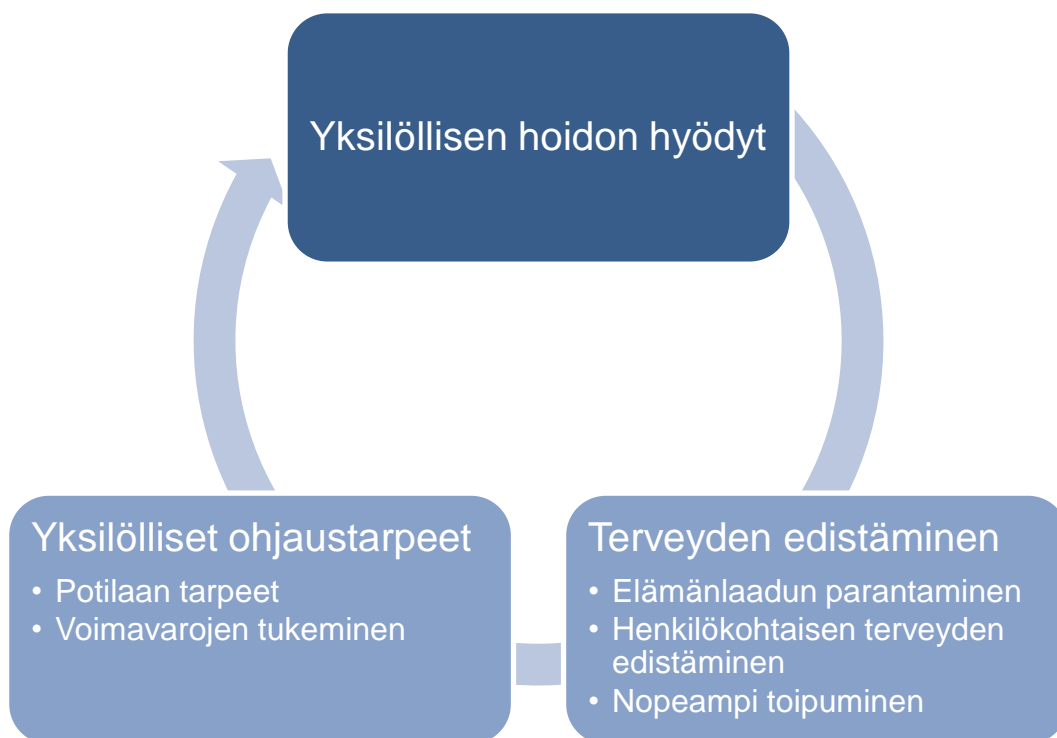 Yksilöllisen hoidon hyödyt
Yksilölliset ohjaustarpeet
• Potilaan tarpeet
• Voimavarojen tukeminen
Terveyden edistäminen
• Elämänlaadun parantaminen
• Henkilökohtaisen terveyden
edistäminen
• Nopeampi toipuminen